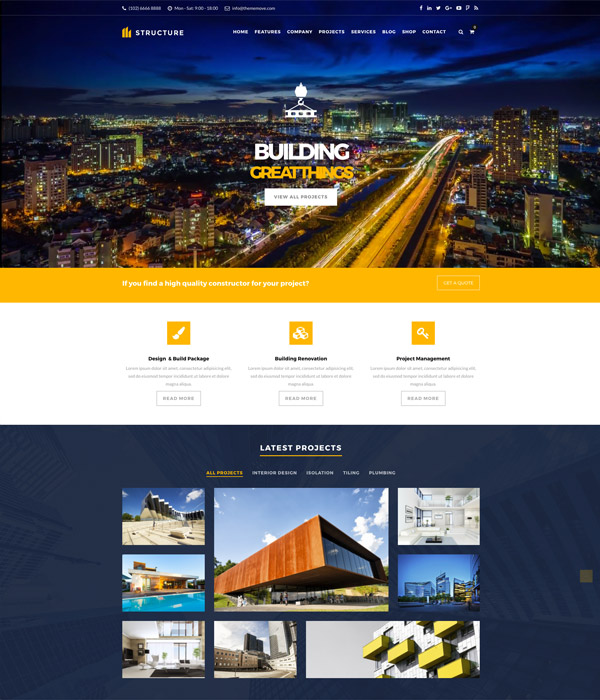 (102) 6666 8888 Mon - Sat: 9:00 - 18:00 info@thememove.com
STRUCTURE HOME FEATURES COMPANY PROJECTS SERVICES BLOG SHOP CONTACT 0
BUILDING
GREAT THINGS
VIEW ALL PROJECTS
If you find a high quality constructor for your project? GET A QUOTE
Design & Build Package
Lorem ipsum dolor sit amet, consectetur adipiscing elit,
sed do eiusmod tempor incididunt ut labore et dolore
magna aliqua.
READ MORE
Building Renovation
Lorem ipsum dolor sit amet, consectetur adipiscing elit,
sed do eiusmod tempor incididunt ut labore et dolore
magna aliqua.
READ MORE
Project Management
Lorem ipsum dolor sit amet, consectetur adipiscing elit,
sed do eiusmod tempor incididunt ut labore et dolore
magna aliqua.
READ MORE
LATEST PROJECTS
ALL PROJECTS INTERIOR DESIGN ISOLATION TILING PLUMBING